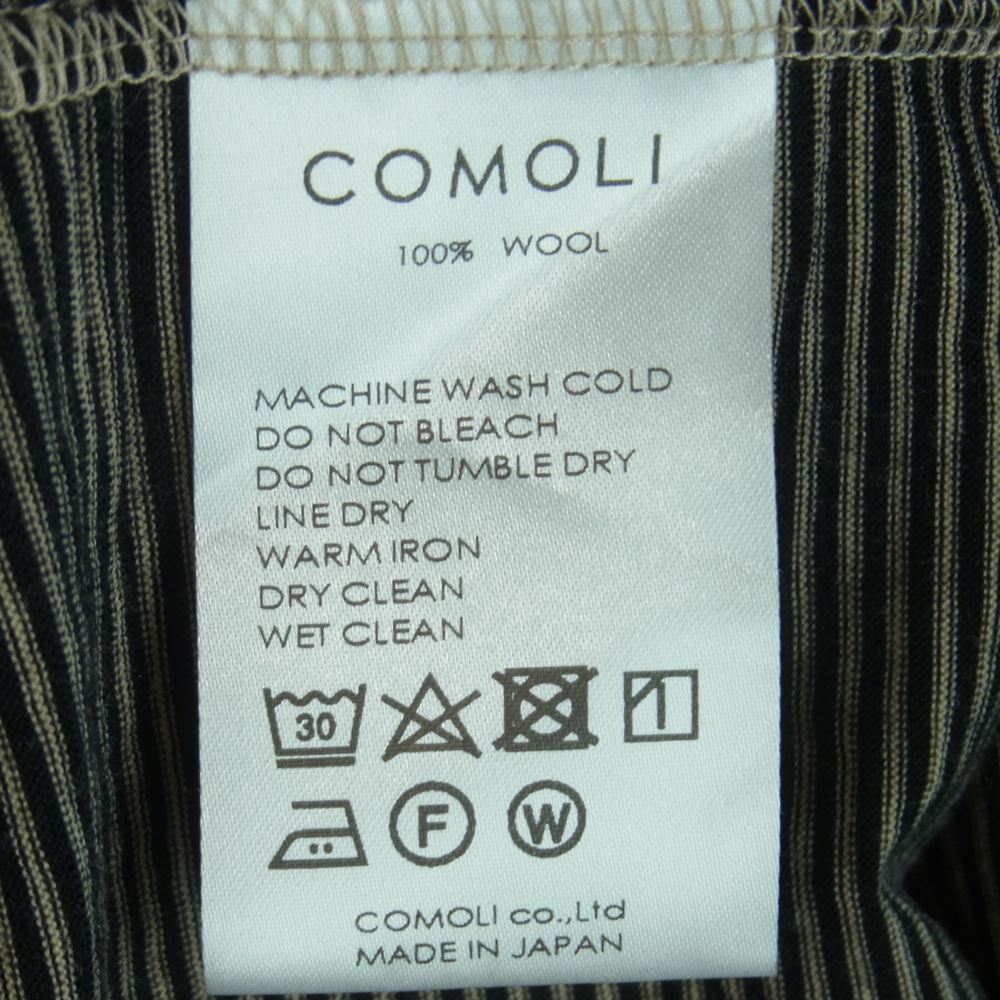 COMOLI
100% WOOL
MACHINE WASH COLD
DO NOT BLEACH
DO NOT TUMBLE DRY
LINE DRY
WARM IRON
DRY CLEAN
WET CLEAN
30
F W
COMOLI co.,Ltd
MADE IN JAPAN